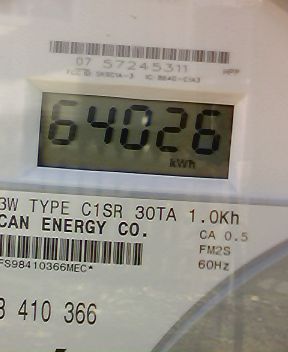 07 57245311
64026
kWh
3W TYPE C1SR 30TA 1.0Kh
CAN ENERGY CO.
CA 0.5
FM2S
FS98410366MEC*
60Hz
410 366